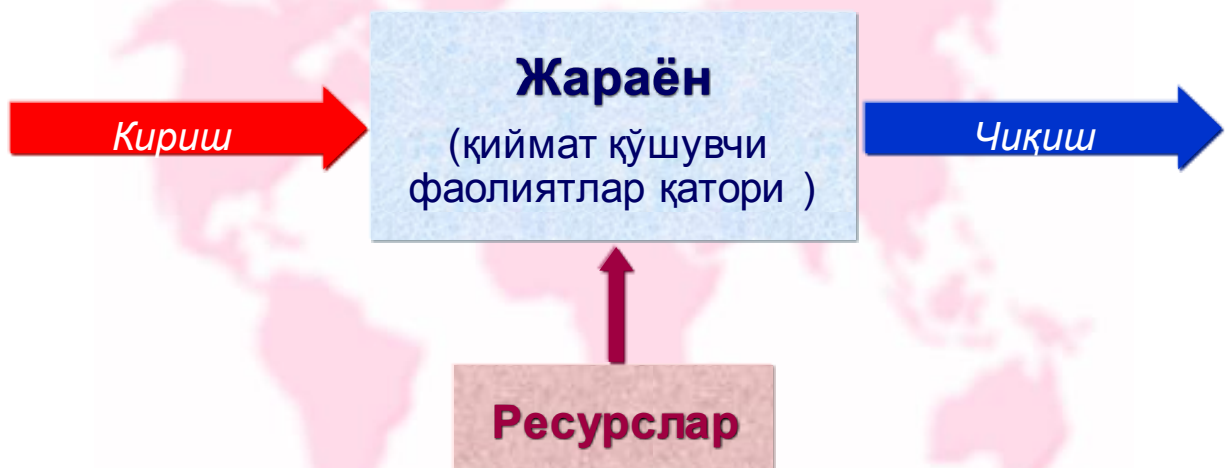 Жараён
Кириш
(қиймат қўшувчи
фаолиятлар қатори )
Чиқиш
Ресурслар